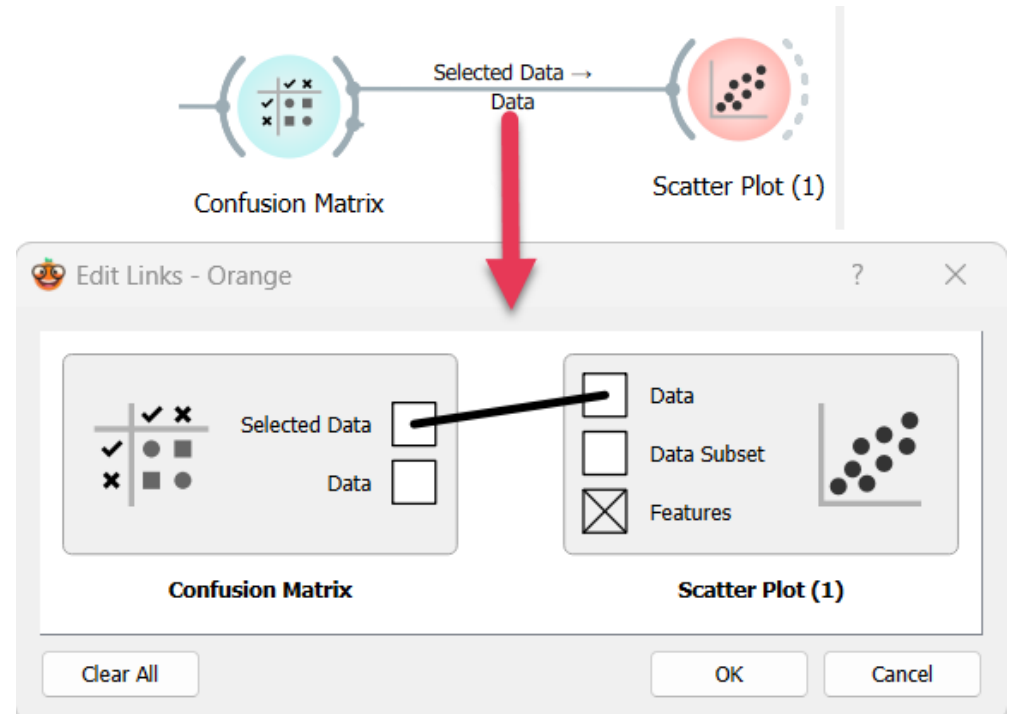 Selected Data →
Data
Confusion Matrix
Scatter Plot (1)
Edit Links - Orange
?
Selected Data
Data
Data
Data Subset
Features
Confusion Matrix
Scatter Plot (1)
Clear All
OK
Cancel